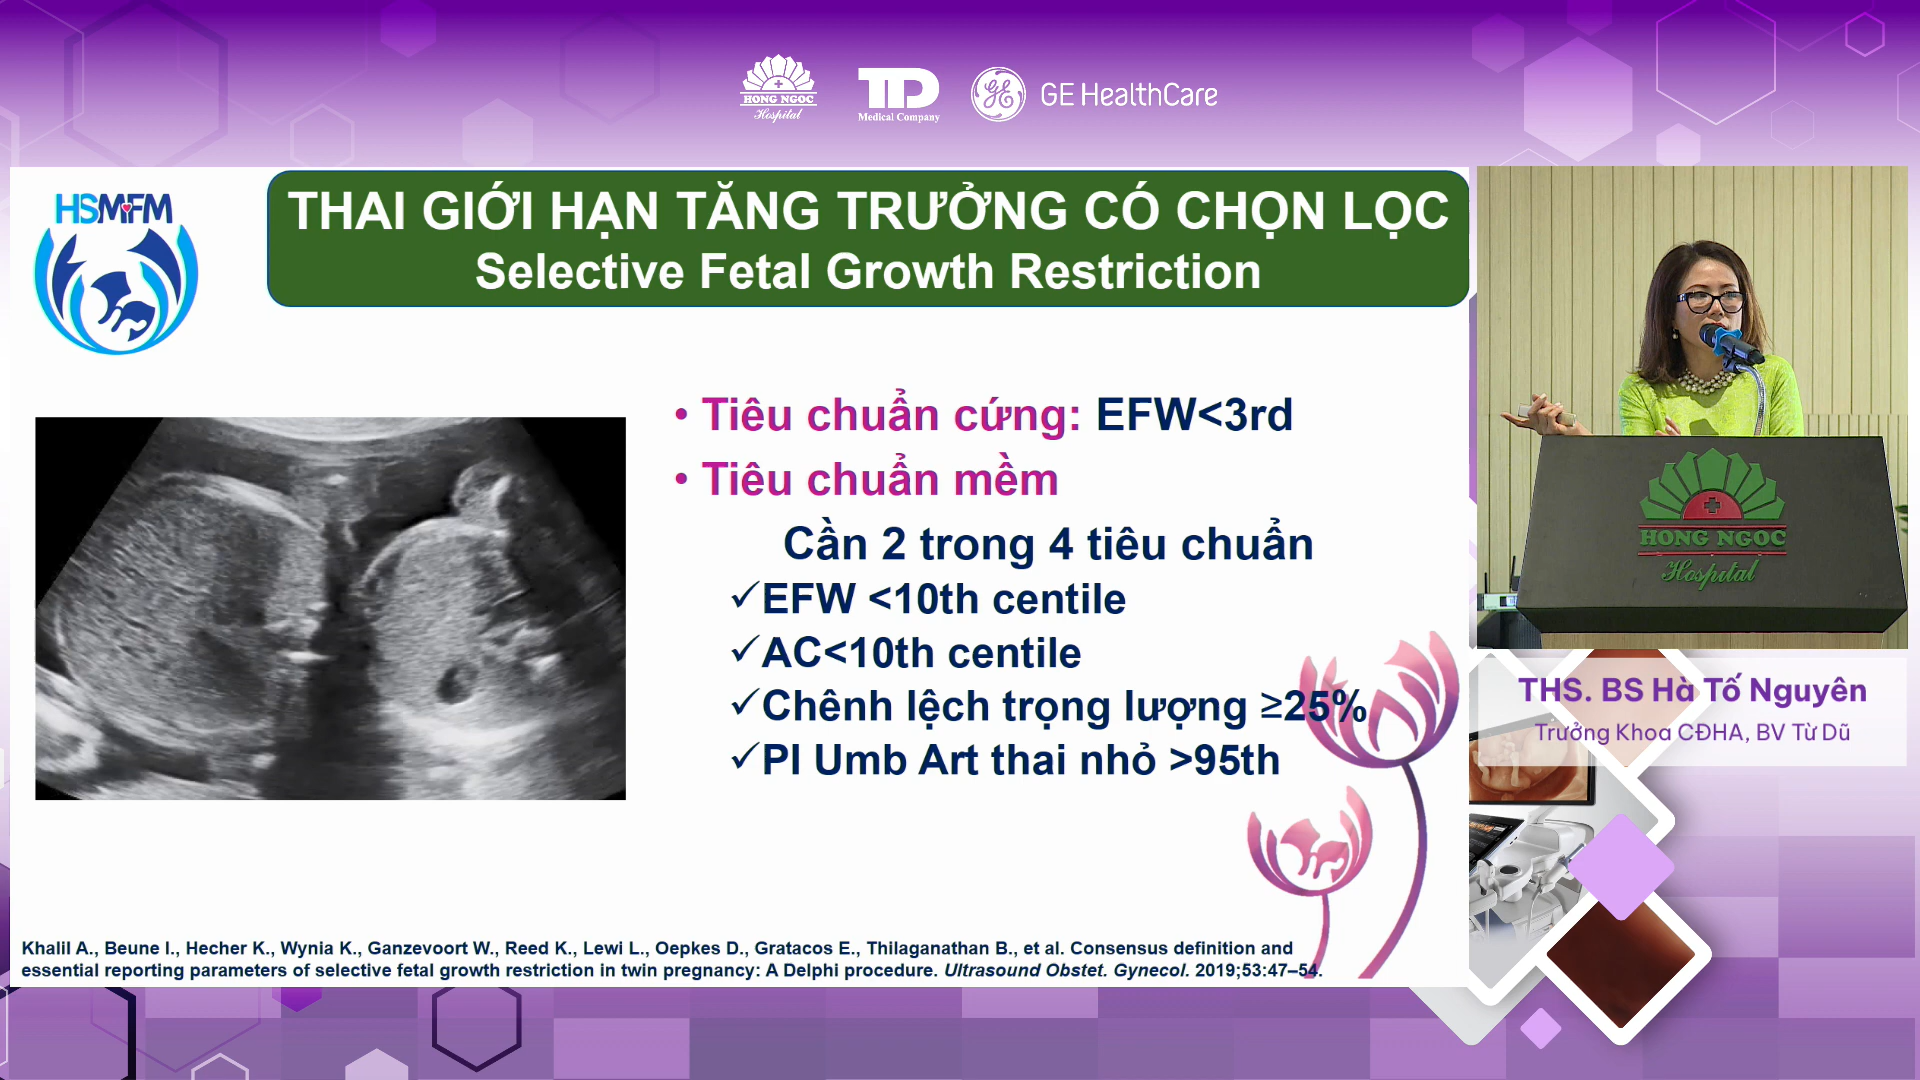 HONG NGOC
Hospital
TD
Medical Company
GE HealthCare
HSMFM
THAI GIỚI HẠN TĂNG TRƯỞNG CÓ CHỌN LỌC
Selective Fetal Growth Restriction
• Tiêu chuẩn cứng: EFW<3rd
• Tiêu chuẩn mềm
Cần 2 trong 4 tiêu chuẩn
✓EFW <10th centile
✓AC<10th centile
✓Chênh lệch trọng lượng ≥25%
✓PI Umb Art thai nhỏ >95th
Khalil A., Beune I., Hecher K., Wynia K., Ganzevoort W., Reed K., Lewi L., Oepkes D., Gratacos E., Thilaganathan B., et al. Consensus definition and
essential reporting parameters of selective fetal growth restriction in twin pregnancy: A Delphi procedure. Ultrasound Obstet. Gynecol. 2019;53:47–54.
HONG NGOC
Hospital
THS. BS Hà Tố Nguyên
Trưởng Khoa CĐHA, BV Từ Dũ